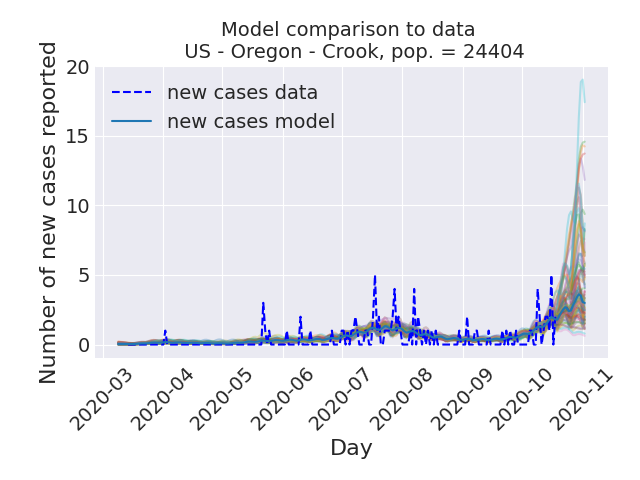 Model comparison to data
US - Oregon - Crook, pop. = 24404
Number of new cases reported
20
15
10
5
0
new cases data
new cases model
2020-03
2020-04
2020-05
2020-06
2020-07
2020-08
2020-09
2020-10
2020-11
Day